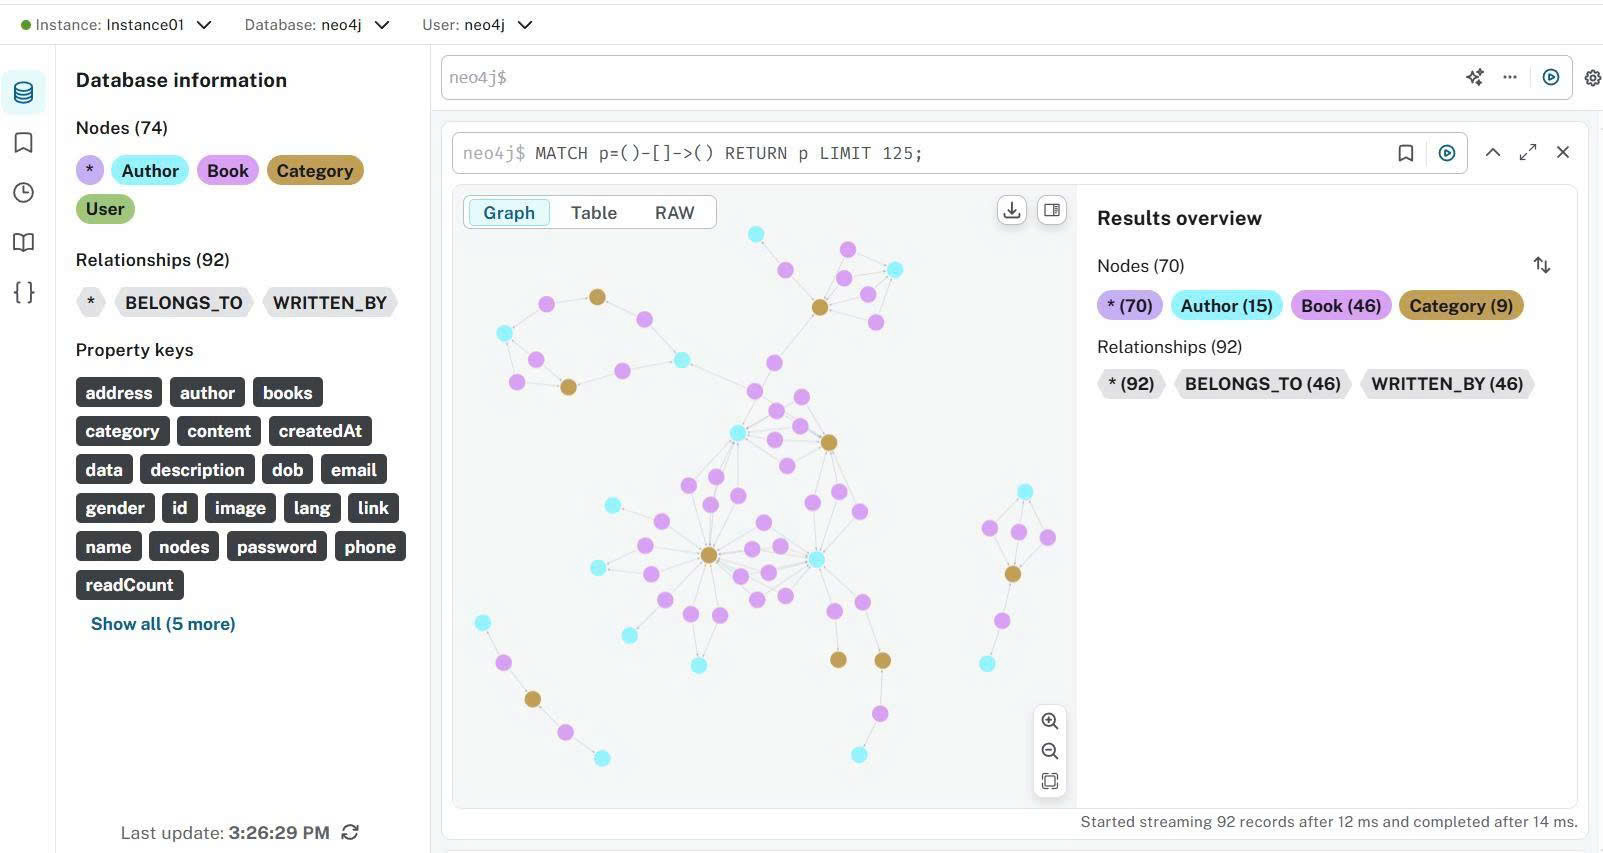 Instance: Instance01 Database: neo4j User: neo4j
Database information
Nodes (74)
* Author Book Category
User
Relationships (92)
* BELONGS_TO WRITTEN_BY
Property keys
address author books
category content createdAt
data description dob email
gender id image lang link
name nodes password phone
readCount
Show all (5 more)
Last update: 3:26:29 PM
neo4j$
neo4j$ MATCH p=()-[]->() RETURN p LIMIT 125;
Graph Table RAW
Results overview
Nodes (70)
* (70) Author (15) Book (46) Category (9)
Relationships (92)
* (92) BELONGS_TO (46) WRITTEN_BY (46)
Started streaming 92 records after 12 ms and completed after 14 ms.